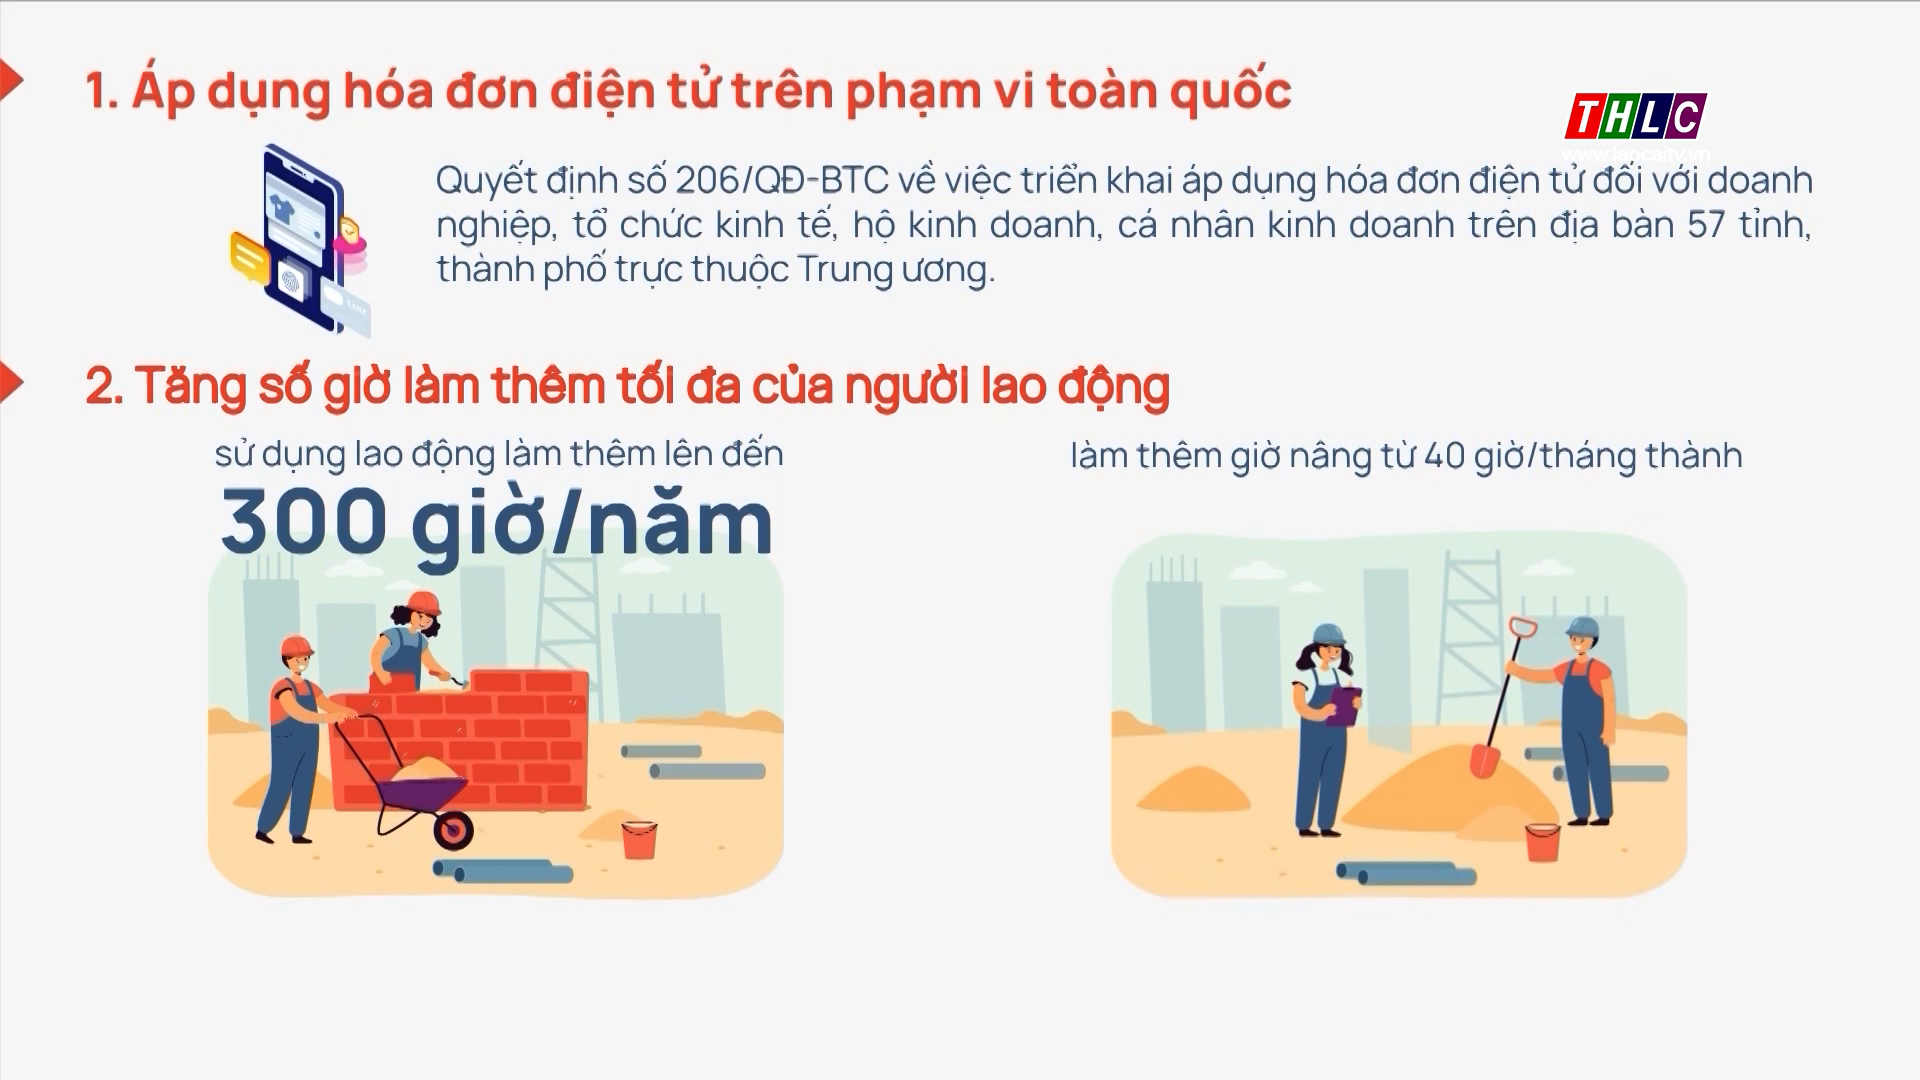 1. Áp dụng hóa đơn điện tử trên phạm vi toàn quốc
THLC
www.laocaitv.vn
Quyết định số 206/QĐ-BTC về việc triển khai áp dụng hóa đơn điện tử đối với doanh
nghiệp, tổ chức kinh tế, hộ kinh doanh, cá nhân kinh doanh trên địa bàn 57 tỉnh,
thành phố trực thuộc Trung ương.
BANK
2. Tăng số giờ làm thêm tối đa của người lao động
sử dụng lao động làm thêm lên đến
300 giờ/năm
làm thêm giờ nâng từ 40 giờ/tháng thành